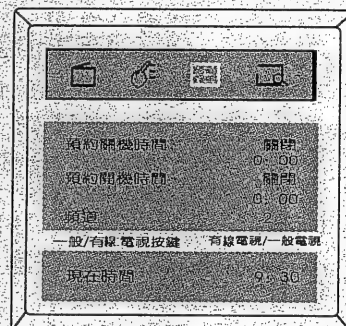 預約關機時間 關閉
0:00
預約開機時間 關閉
0:00
頻道 2
一般/有線電視按鍵 有線電視/一般電視
現在時間 9:30